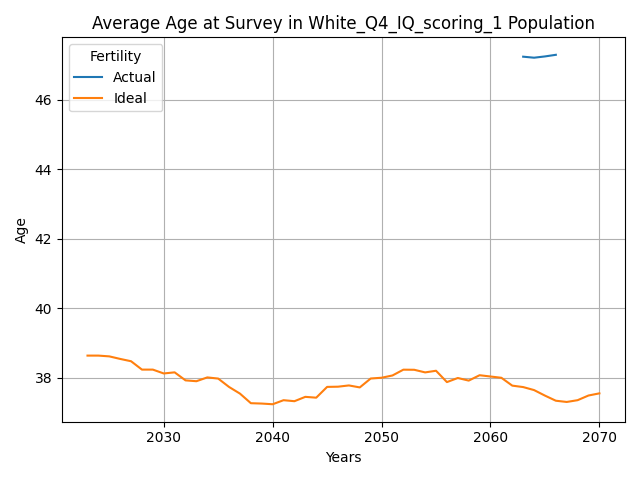 Average Age at Survey in White_Q4_IQ_scoring_1 Population
Fertility
Actual
Ideal
46
44
42
40
38
Age
2030 2040 2050 2060 2070
Years